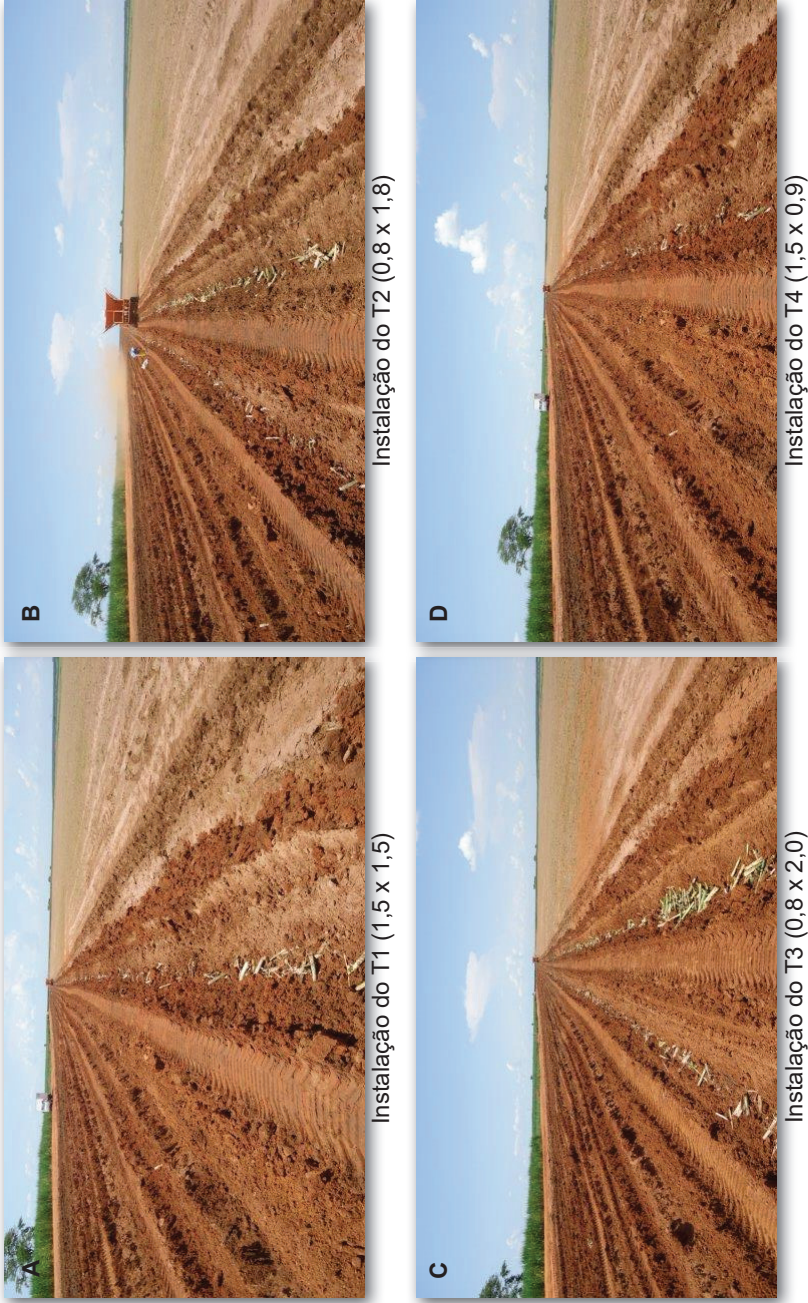 A
Instalação do T1 (1,5 x 1,5)
B
Instalação do T2 (0,8 x 1,8)
C
Instalação do T3 (0,8 x 2,0)
D
Instalação do T4 (1,5 x 0,9)